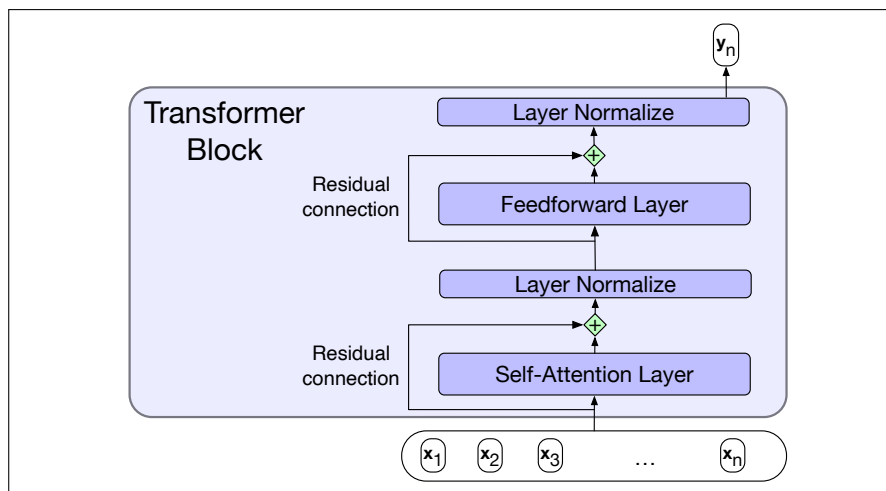 yn
Transformer
Block
Layer Normalize
+
Residual
connection
Feedforward Layer
Layer Normalize
+
Residual
connection
Self-Attention Layer
x1 x2 x3 ... xn